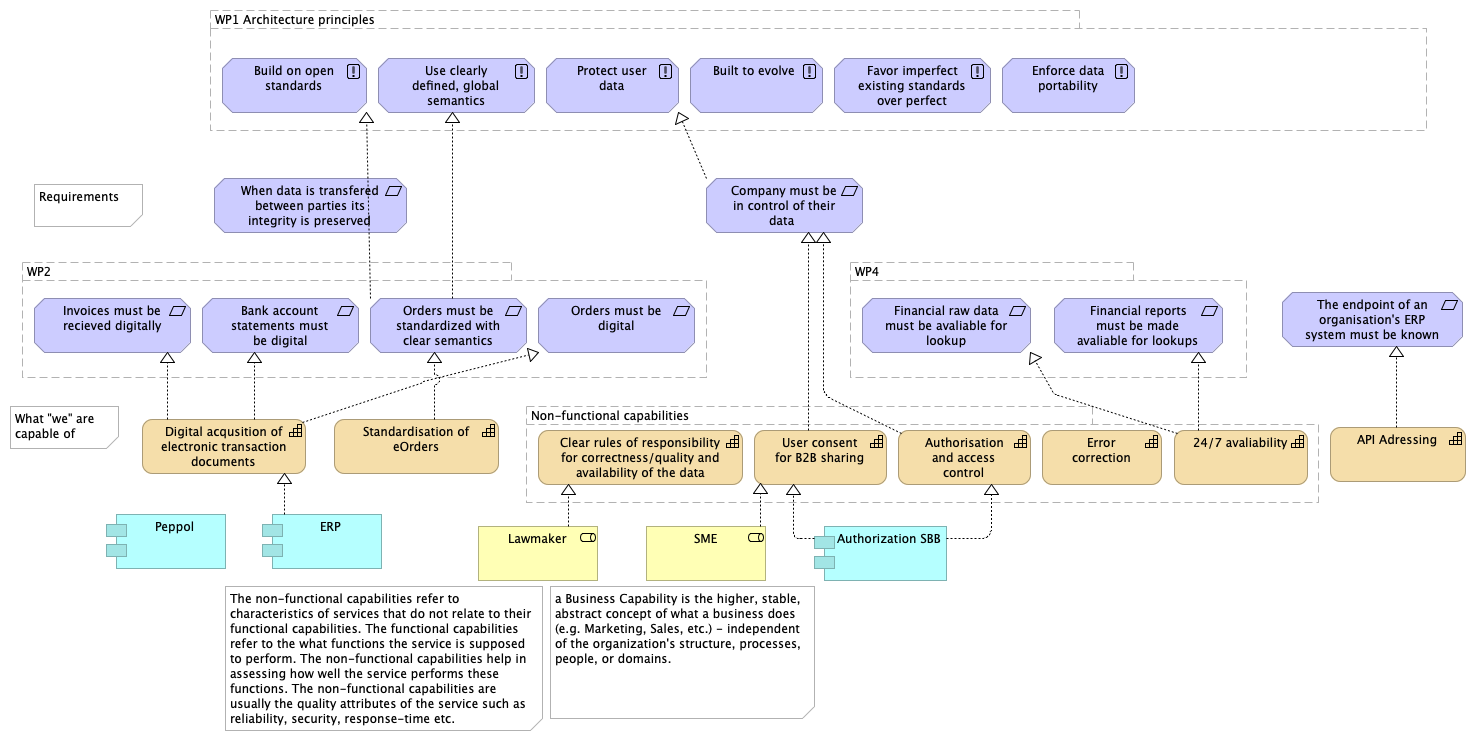 WP1 Architecture principles
Build on open
standards
Use clearly
defined, global
semantics
Protect user
data
Built to evolve
Favor imperfect
existing standards
over perfect
Enforce data
portability
Requirements
When data is transfered
between parties its
integrity is preserved
Company must be
in control of their
data
WP2
Invoices must be
recieved digitally
Bank account
statements must
be digital
Orders must be
standardized with
clear semantics
Orders must be
digital
WP4
Financial raw data
must be avaliable for
lookup
Financial reports
must be made
avaliable for lookups
The endpoint of an
organisation's ERP
system must be known
What "we" are
capable of
Digital acqusition of
electronic transaction
documents
Standardisation of
eOrders
Non-functional capabilities
Clear rules of responsibility
for correctness/quality and
availability of the data
User consent
for B2B sharing
Authorisation
and access
control
Error
correction
24/7 avaliability
API Adressing
Peppol
ERP
Lawmaker
SME
Authorization SBB
The non-functional capabilities refer to
characteristics of services that do not relate to their
functional capabilities. The functional capabilities
refer to the what functions the service is supposed
to perform. The non-functional capabilities help in
assessing how well the service performs these
functions. The non-functional capabilities are
usually the quality attributes of the service such as
reliability, security, response-time etc.
a Business Capability is the higher, stable,
abstract concept of what a business does
(e.g. Marketing, Sales, etc.) - independent
of the organization's structure, processes,
people, or domains.